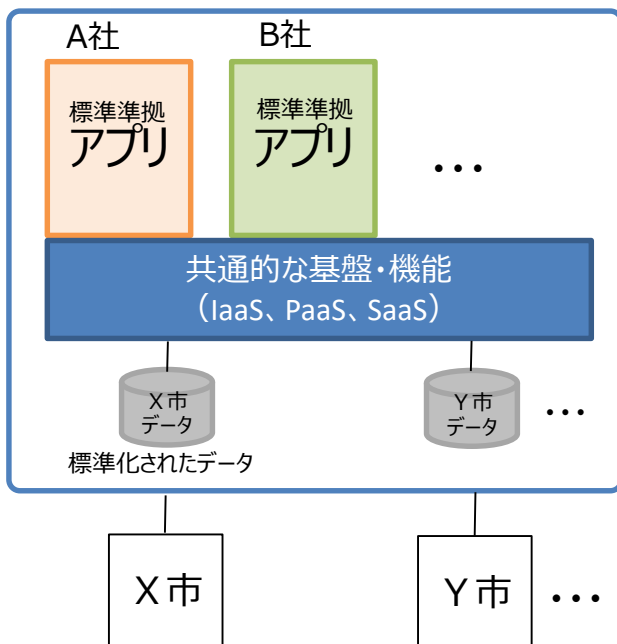 A社
B社
標準準拠
アプリ
標準準拠
アプリ
…
共通的な基盤・機能
（IaaS、PaaS、SaaS）
X市
データ
Y市
データ
…
標準化されたデータ
X市
Y市
…